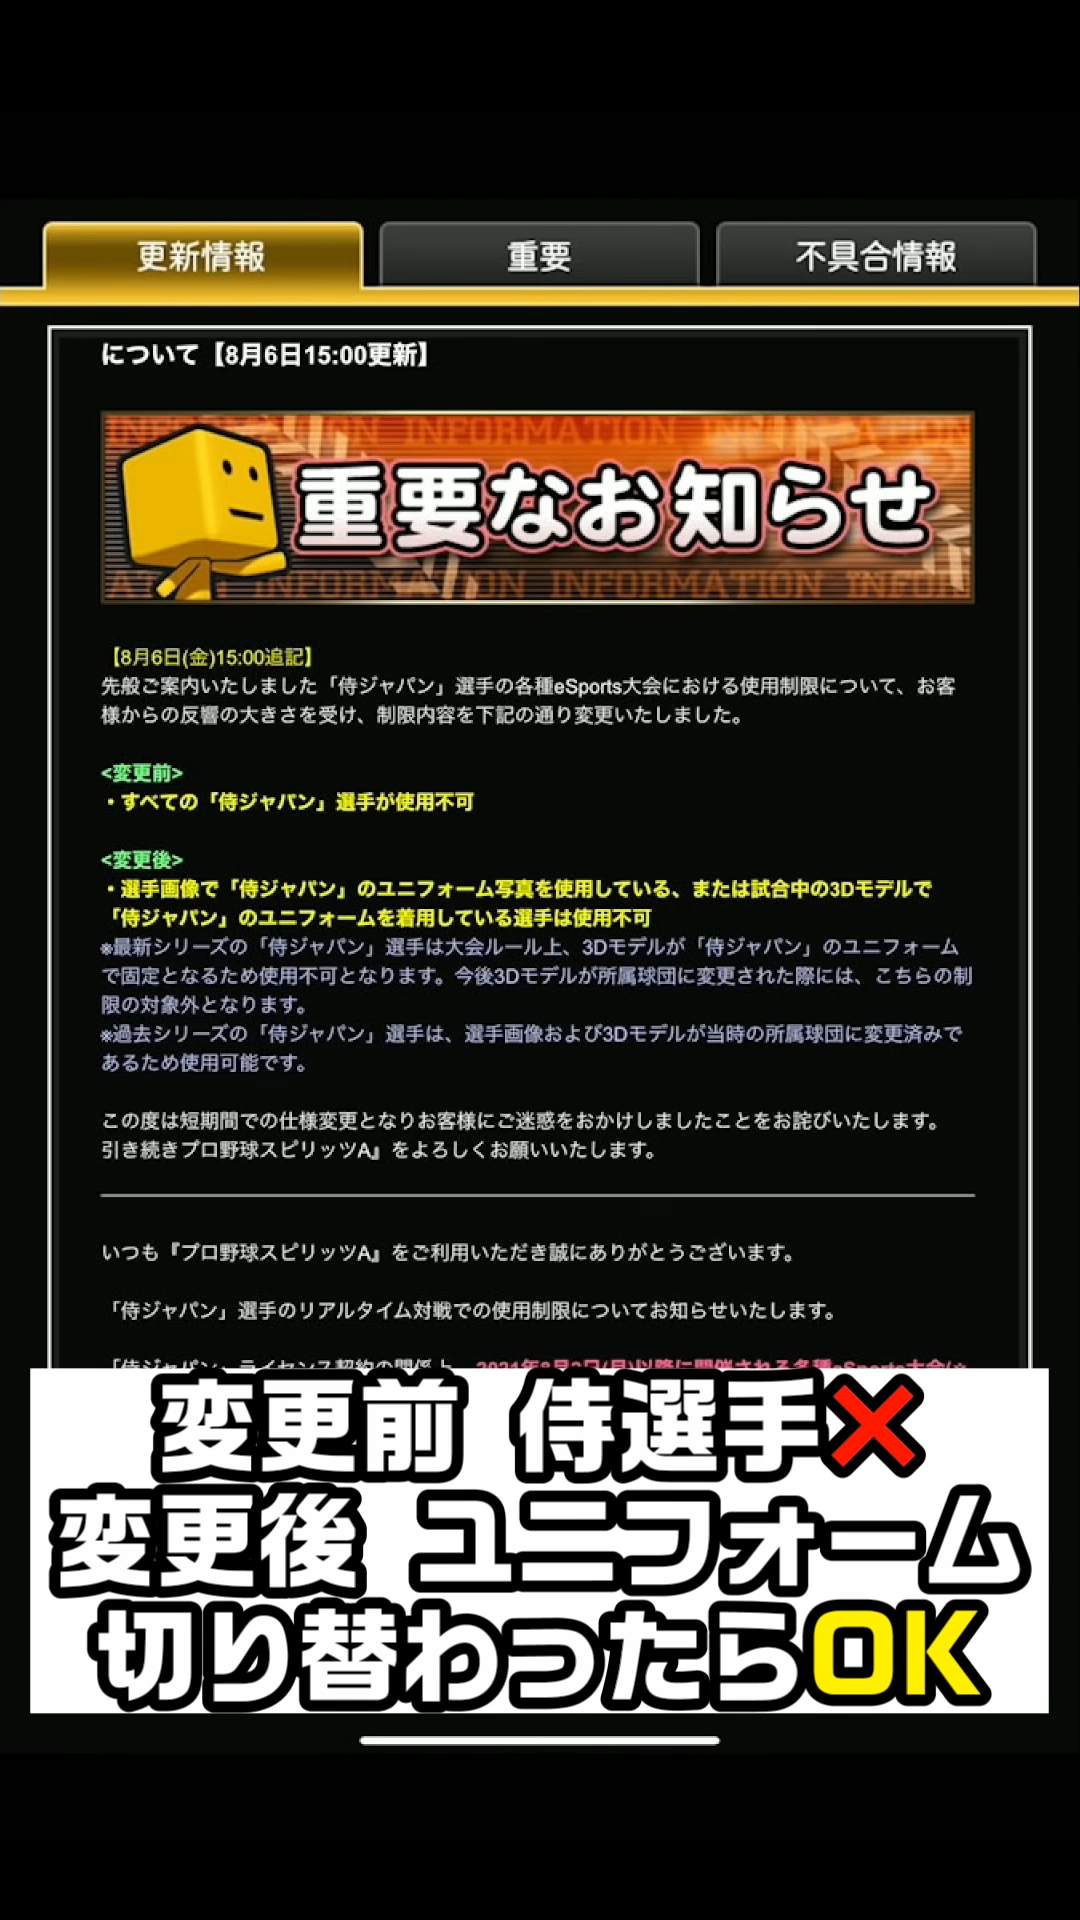 更新情報
重要
不具合情報
について【8月6日15:00更新】
重要なお知らせ
【8月6日(金)15:00追記】
先般ご案内いたしました「侍ジャパン」選手の各種eSports大会における使用制限について、お客
様からの反響の大きさを受け、制限内容を下記の通り変更いたしました。
<変更前>
・すべての「侍ジャパン」選手が使用不可
<変更後>
・選手画像で「侍ジャパン」のユニフォーム写真を使用している、または試合中の3Dモデルで
「侍ジャパン」のユニフォームを着用している選手は使用不可
※最新シリーズの「侍ジャパン」選手は大会ルール上、3Dモデルが「侍ジャパン」のユニフォーム
で固定となるため使用不可となります。今後3Dモデルが所属球団に変更された際には、こちらの制
限の対象外となります。
※過去シリーズの「侍ジャパン」選手は、選手画像および3Dモデルが当時の所属球団に変更済みで
あるため使用可能です。
この度は短期間での仕様変更となりお客様にご迷惑をおかけしましたことをお詫びいたします。
引き続きプロ野球スピリッツA』をよろしくお願いいたします。
いつも『プロ野球スピリッツA』をご利用いただき誠にありがとうございます。
「侍ジャパン」選手のリアルタイム対戦での使用制限についてお知らせいたします。
変更前 侍選手❌
変更後 ユニフォーム
切り替わったらOK